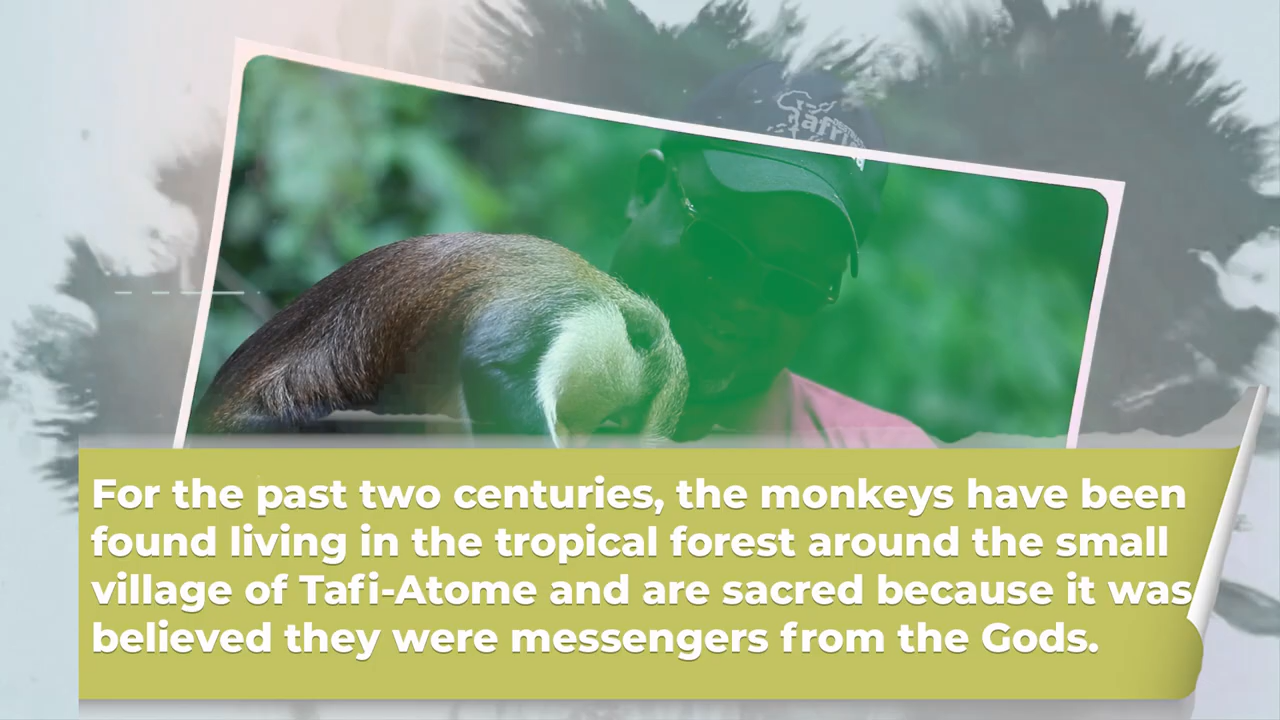 afri
For the past two centuries, the monkeys have been
found living in the tropical forest around the small
village of Tafi-Atome and are sacred because it was
believed they were messengers from the Gods.